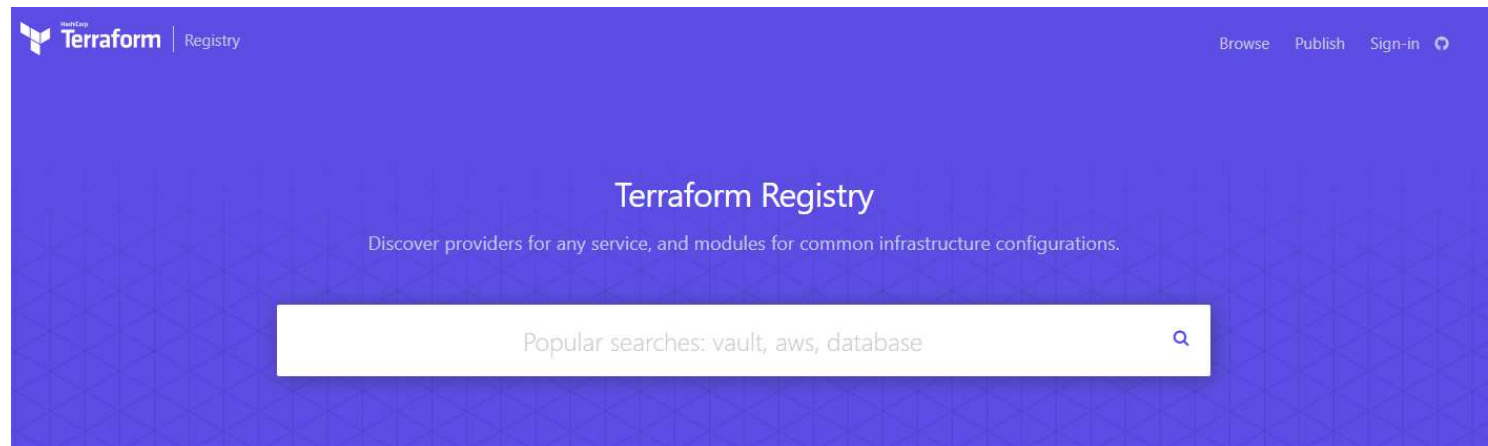 HashiCorp
Terraform Registry
Browse Publish Sign-in
Terraform Registry
Discover providers for any service, and modules for common infrastructure configurations.
Popular searches: vault, aws, database